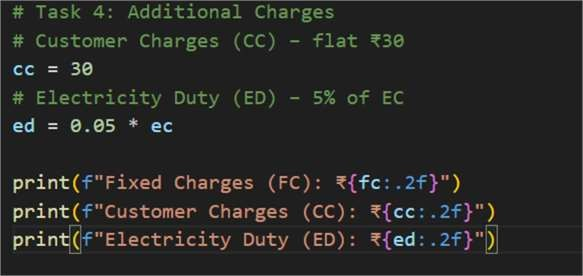 # Task 4: Additional Charges
# Customer Charges (CC) – flat ₹30
cc = 30
# Electricity Duty (ED) – 5% of EC
ed = 0.05 * ec
print(f"Fixed Charges (FC): ₹{fc:.2f}")
print(f"Customer Charges (CC): ₹{cc:.2f}")
print(f"Electricity Duty (ED): ₹{ed:.2f}")